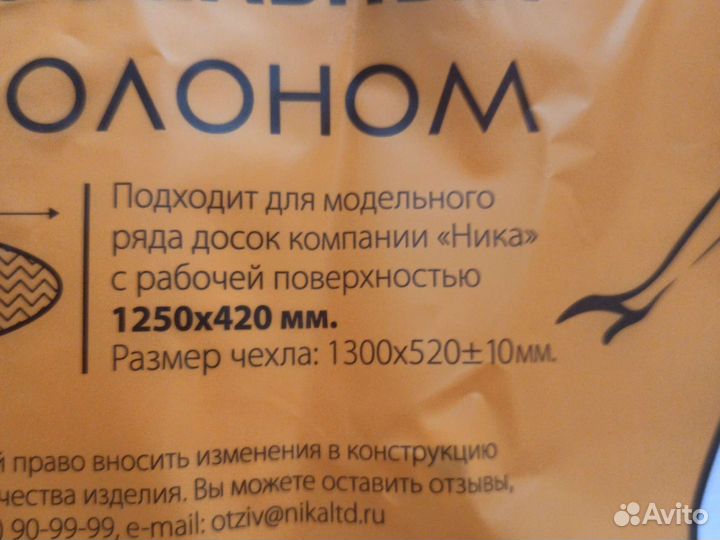 ОЛОНОМ
Подходит для модельного
ряда досок компании «Ника»
с рабочей поверхностью
1250x420 мм.
Размер чехла: 1300x520±10мм.
право вносить изменения в конструкцию
изделия. Вы можете оставить отзывы,
) 90-99-99, e-mail: otziv@nikaltd.ru
Avito